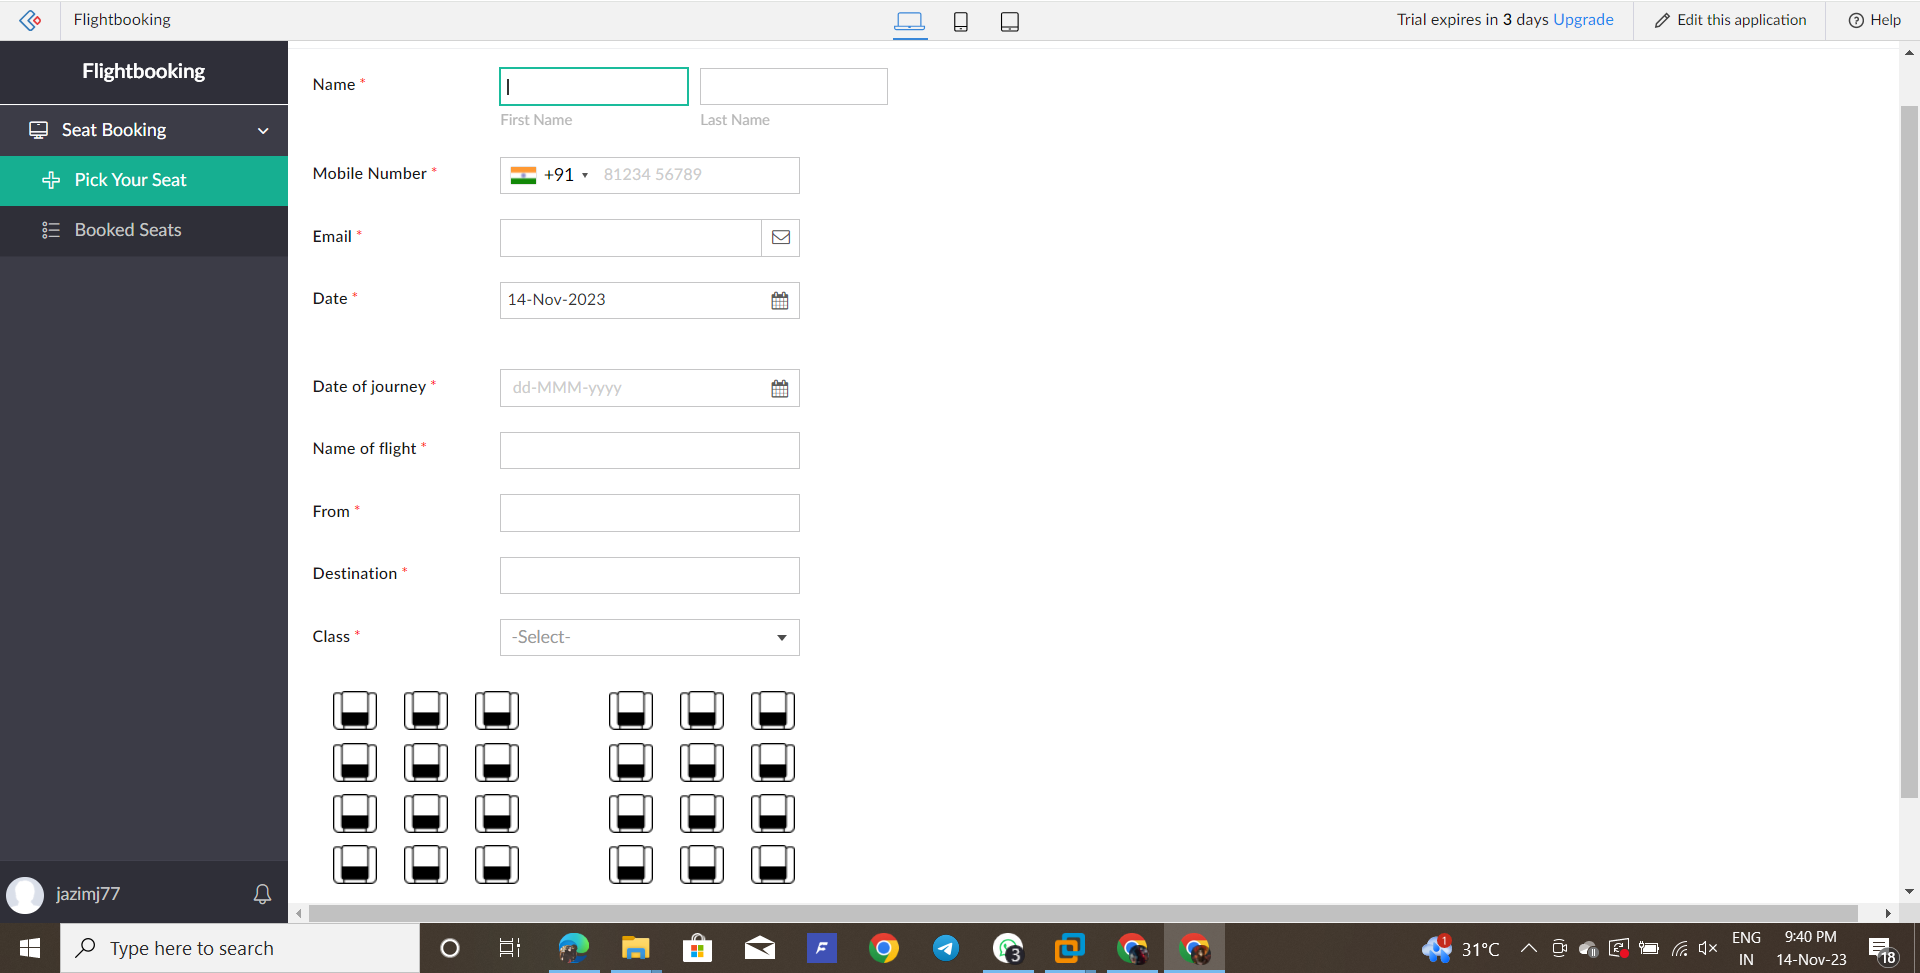 Flightbooking
Trial expires in 3 days Upgrade
Edit this application
Help
Flightbooking
Seat Booking
Pick Your Seat
Booked Seats
jazimj77
Name *
First Name
Last Name
Mobile Number *
+91
81234 56789
Email *
Date *
14-Nov-2023
Date of journey *
dd-MMM-yyyy
Name of flight *
From *
Destination *
Class *
-Select-
Type here to search
F
3
1
31°C
ENG
IN
9:40 PM
14-Nov-23
18